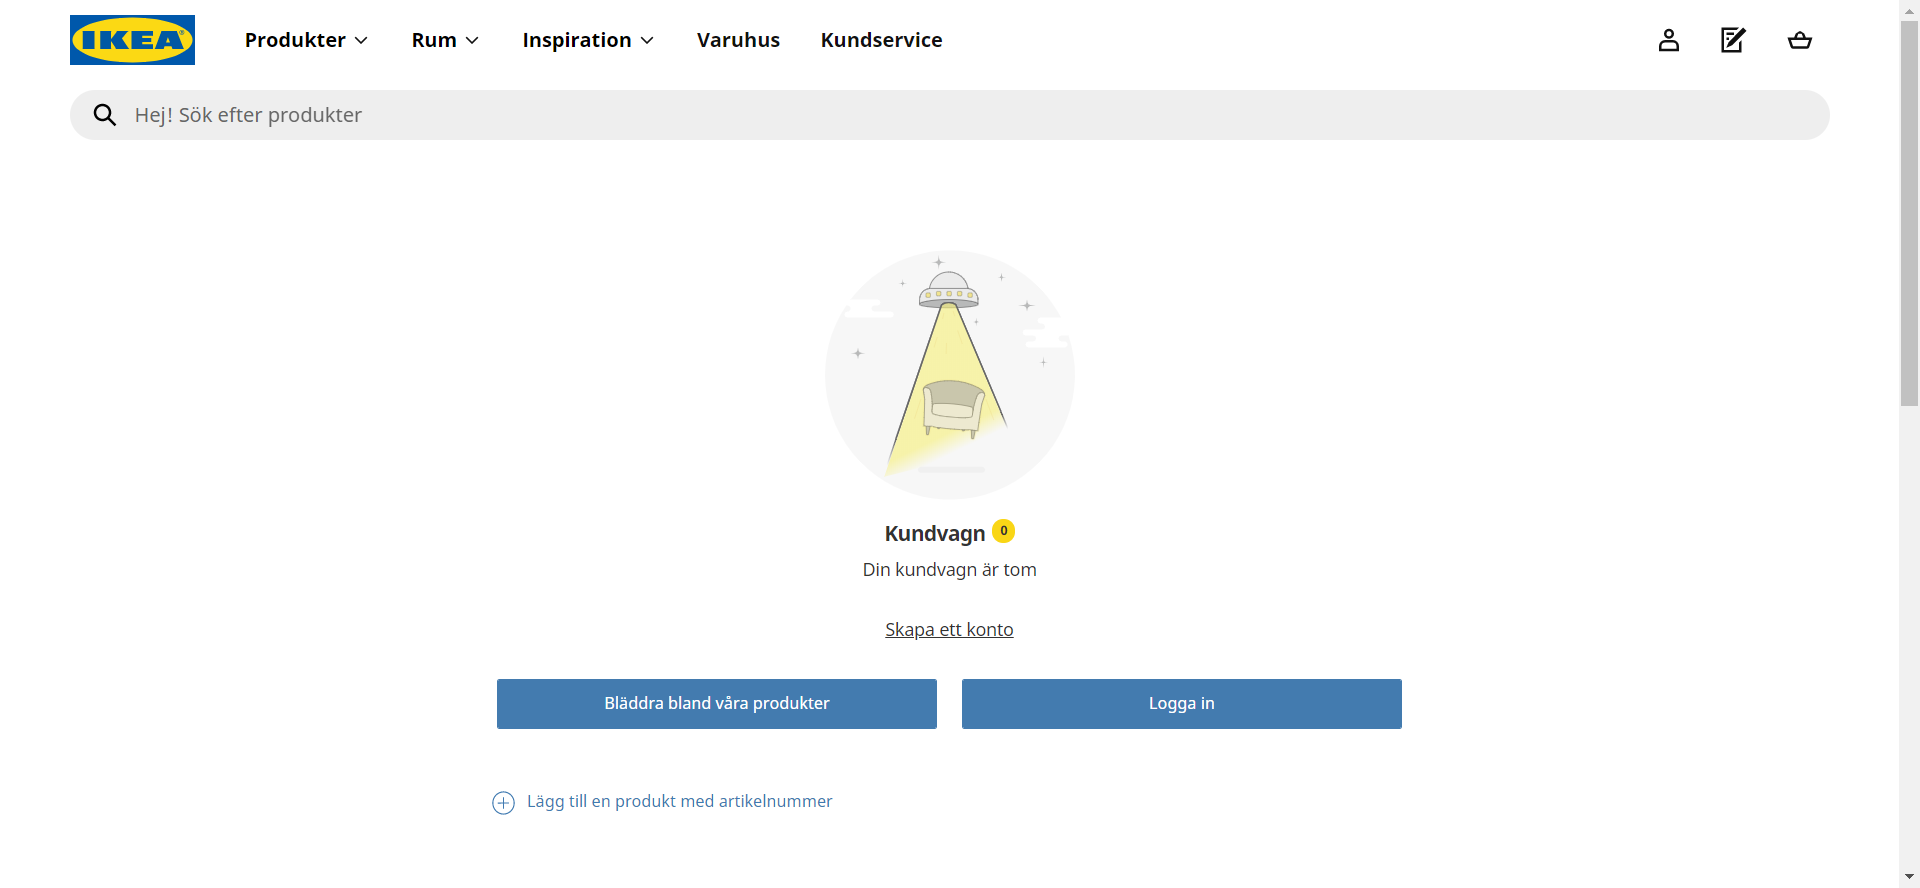 IKEA
Produkter
Rum
Inspiration
Varuhus
Kundservice
Hej! Sök efter produkter
Kundvagn 0
Din kundvagn är tom
Skapa ett konto
Bläddra bland våra produkter
Logga in
Lägg till en produkt med artikelnummer